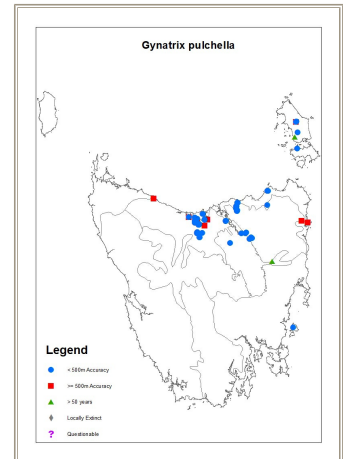 Gynatrix pulchella
Legend
< 500m Accuracy
>= 500m Accuracy
> 50 years
Locally Extinct
? Questionable